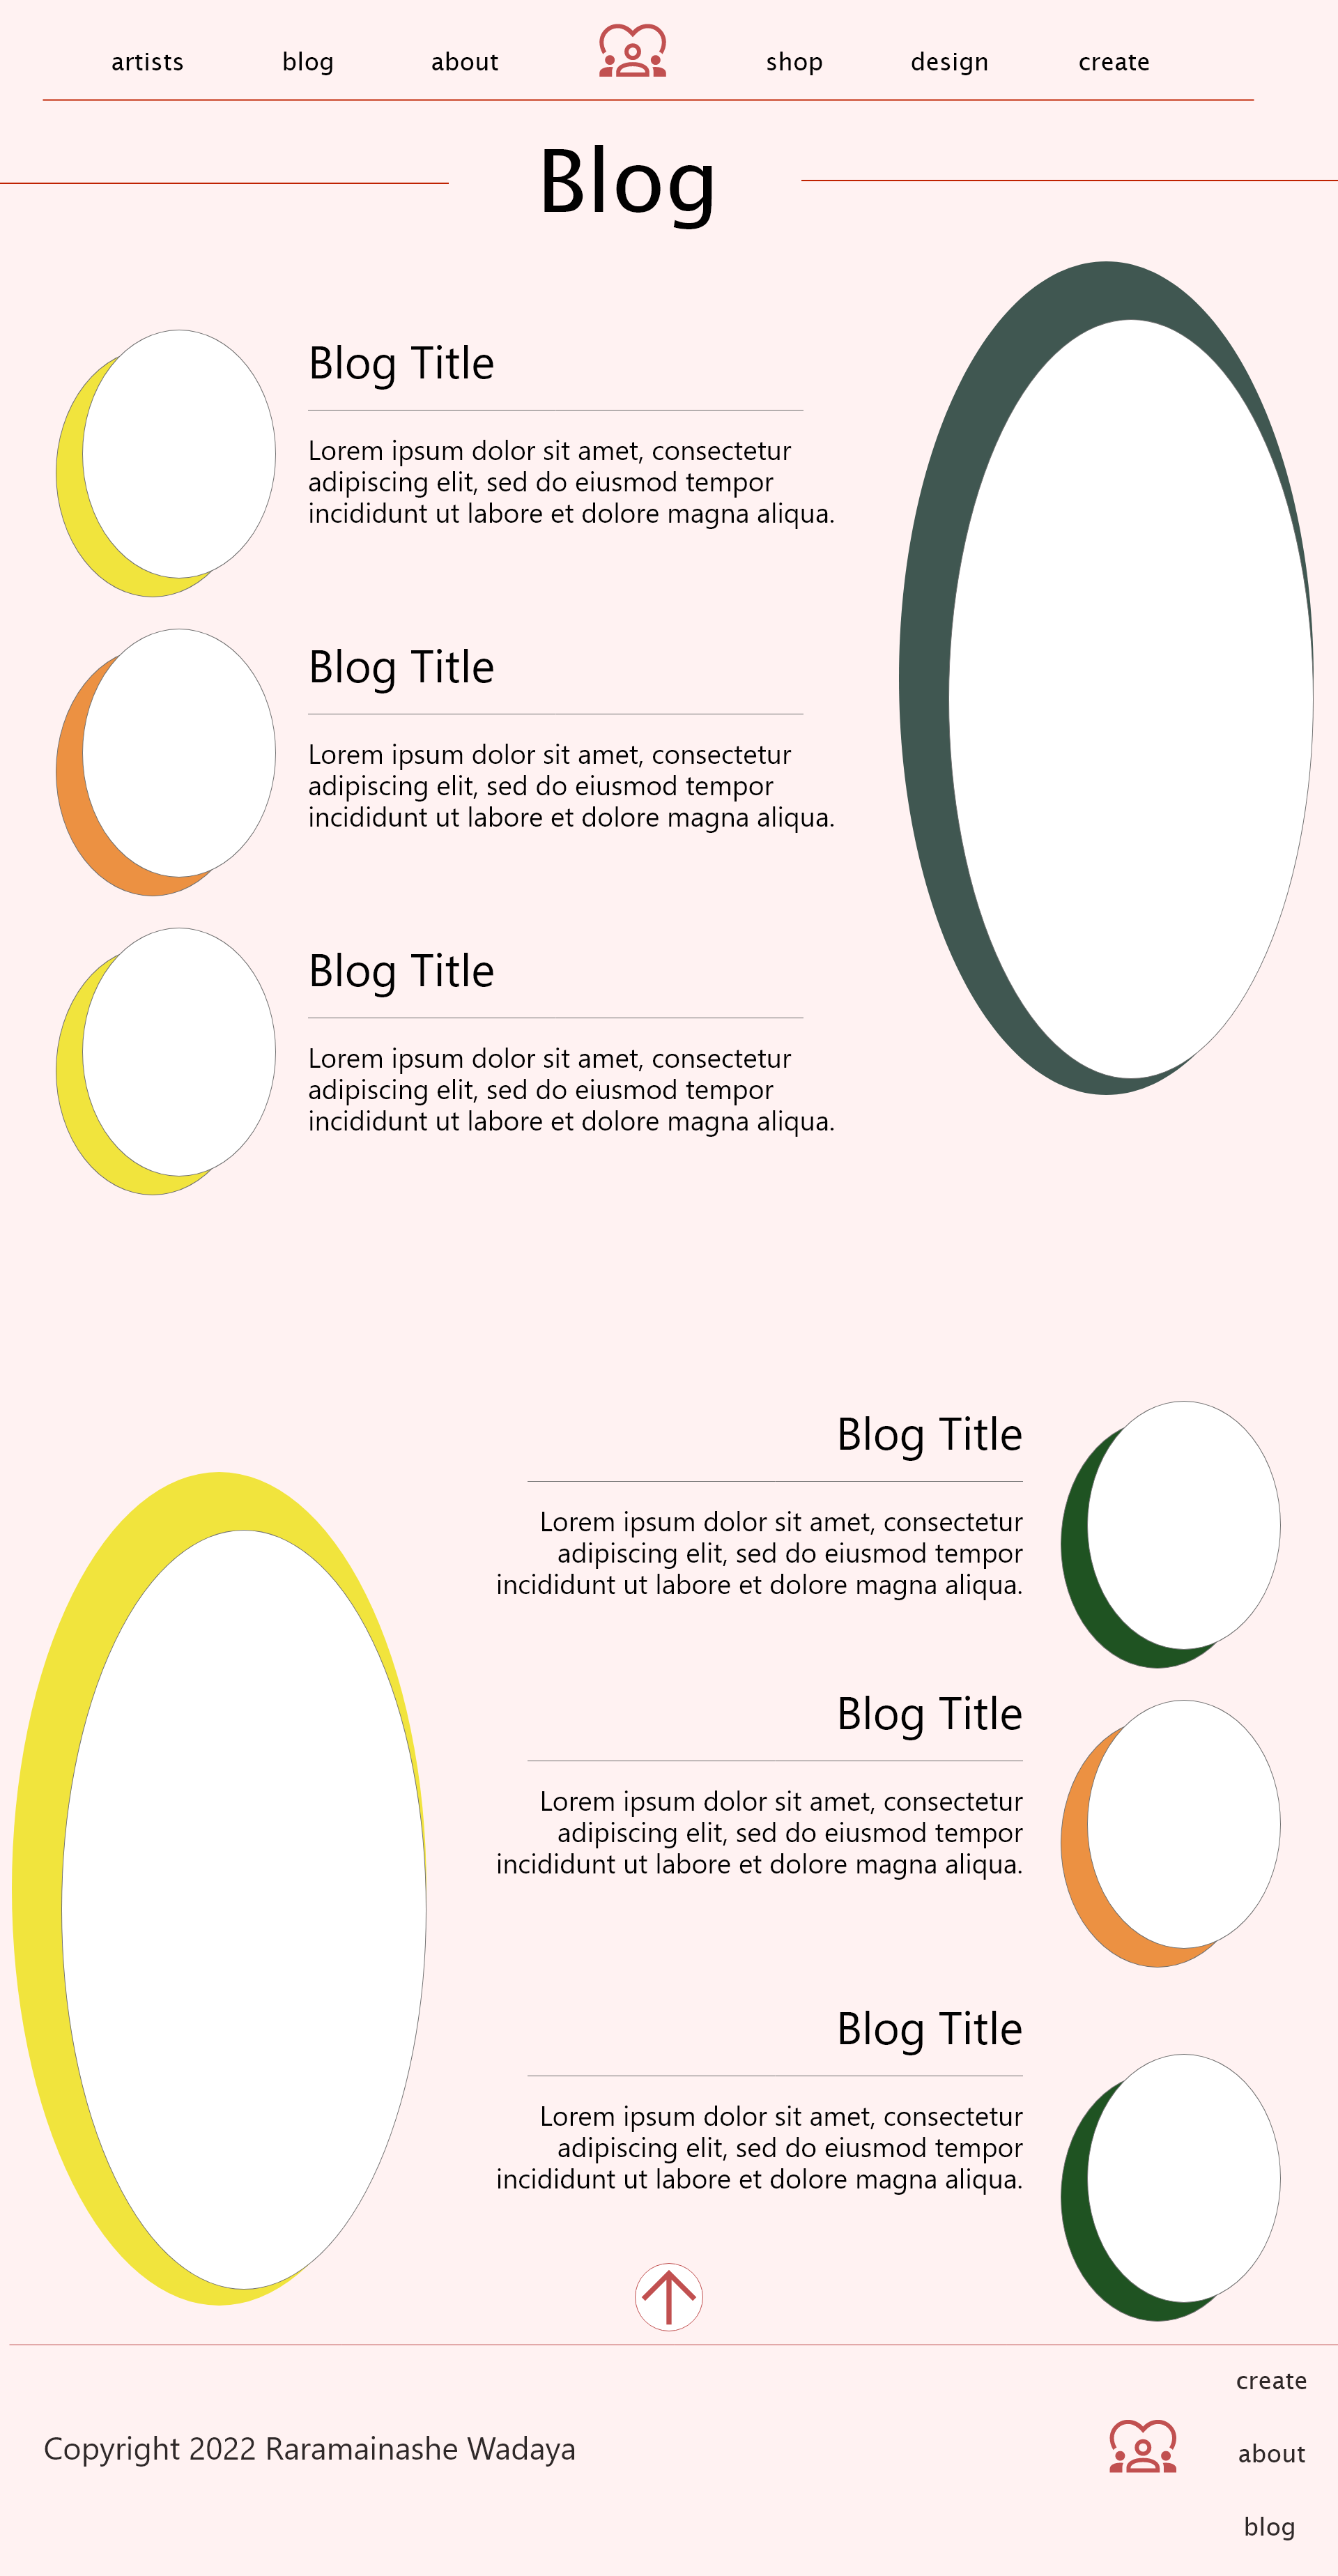 artists blog about shop design create
Blog
Blog Title
Lorem ipsum dolor sit amet, consectetur
adipiscing elit, sed do eiusmod tempor
incididunt ut labore et dolore magna aliqua.
Blog Title
Lorem ipsum dolor sit amet, consectetur
adipiscing elit, sed do eiusmod tempor
incididunt ut labore et dolore magna aliqua.
Blog Title
Lorem ipsum dolor sit amet, consectetur
adipiscing elit, sed do eiusmod tempor
incididunt ut labore et dolore magna aliqua.
Blog Title
Lorem ipsum dolor sit amet, consectetur
adipiscing elit, sed do eiusmod tempor
incididunt ut labore et dolore magna aliqua.
Blog Title
Lorem ipsum dolor sit amet, consectetur
adipiscing elit, sed do eiusmod tempor
incididunt ut labore et dolore magna aliqua.
Blog Title
Lorem ipsum dolor sit amet, consectetur
adipiscing elit, sed do eiusmod tempor
incididunt ut labore et dolore magna aliqua.
Copyright 2022 Raramainashe Wadaya
create
about
blog